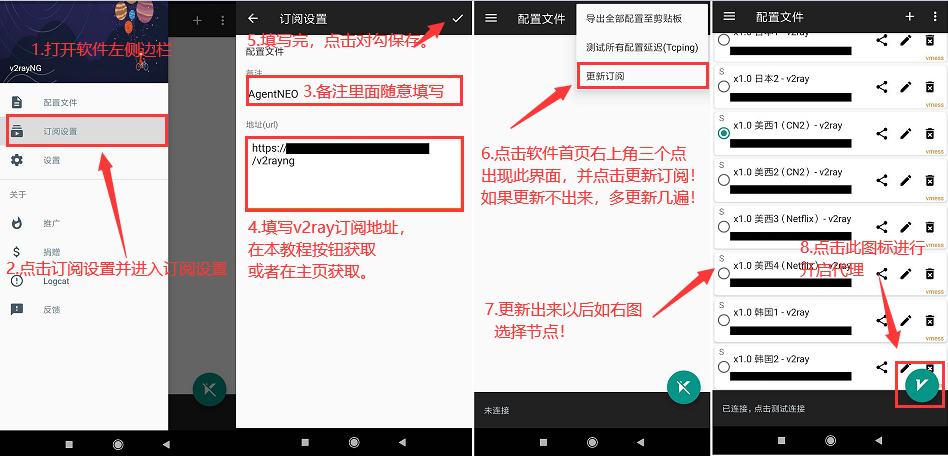 1.打开软件左侧边栏
v2rayNG
配置文件
订阅设置
设置
关于
推广
捐赠
2.点击订阅设置并进入订阅设置
Logcat
反馈
订阅设置
5.填写完，点击对勾保存。
配置文件
备注
AgentNEO
3.备注里面随意填写
地址(url)
https://
/v2rayng
4.填写v2ray订阅地址，
在本教程按钮获取
或者在主页获取。
配置文件
导出全部配置至剪贴板
测试所有配置延迟(Tcping)
更新订阅
6.点击软件首页右上角三个点
出现此界面，并点击更新订阅！
如果更新不出来，多更新几遍！
7.更新出来以后如右图
选择节点！
未连接
配置文件
x1.0 日本1 - v2ray
vmess
S
x1.0 日本2 - v2ray
vmess
S
x1.0 美西1（CN2）- v2ray
vmess
S
x1.0 美西2（CN2）- v2ray
vmess
S
x1.0 美西3（Netflix）- v2ray
vmess
8.点击此图标进行
开启代理
S
x1.0 美西4（Netflix）- v2ray
vmess
S
x1.0 韩国1 - v2ray
vmess
S
x1.0 韩国2 - v2ray
已连接，点击测试连接